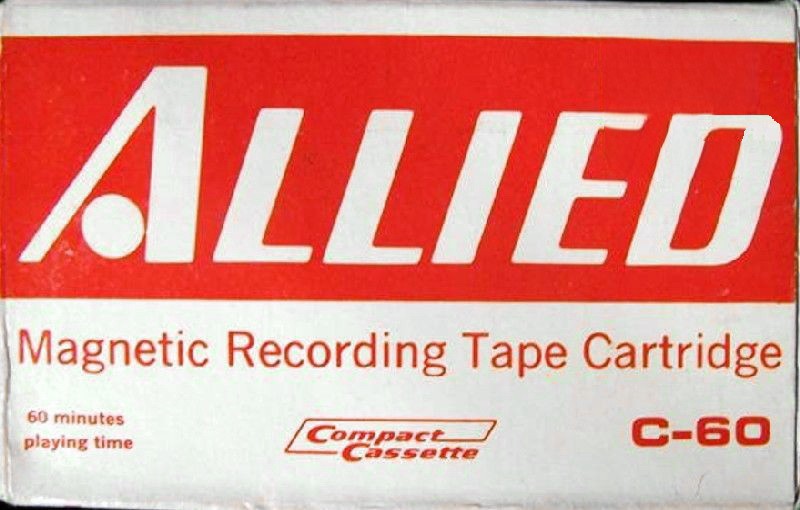 ALLIED
Magnetic Recording Tape Cartridge
60 minutes
playing time
Compact
Cassette
C-60